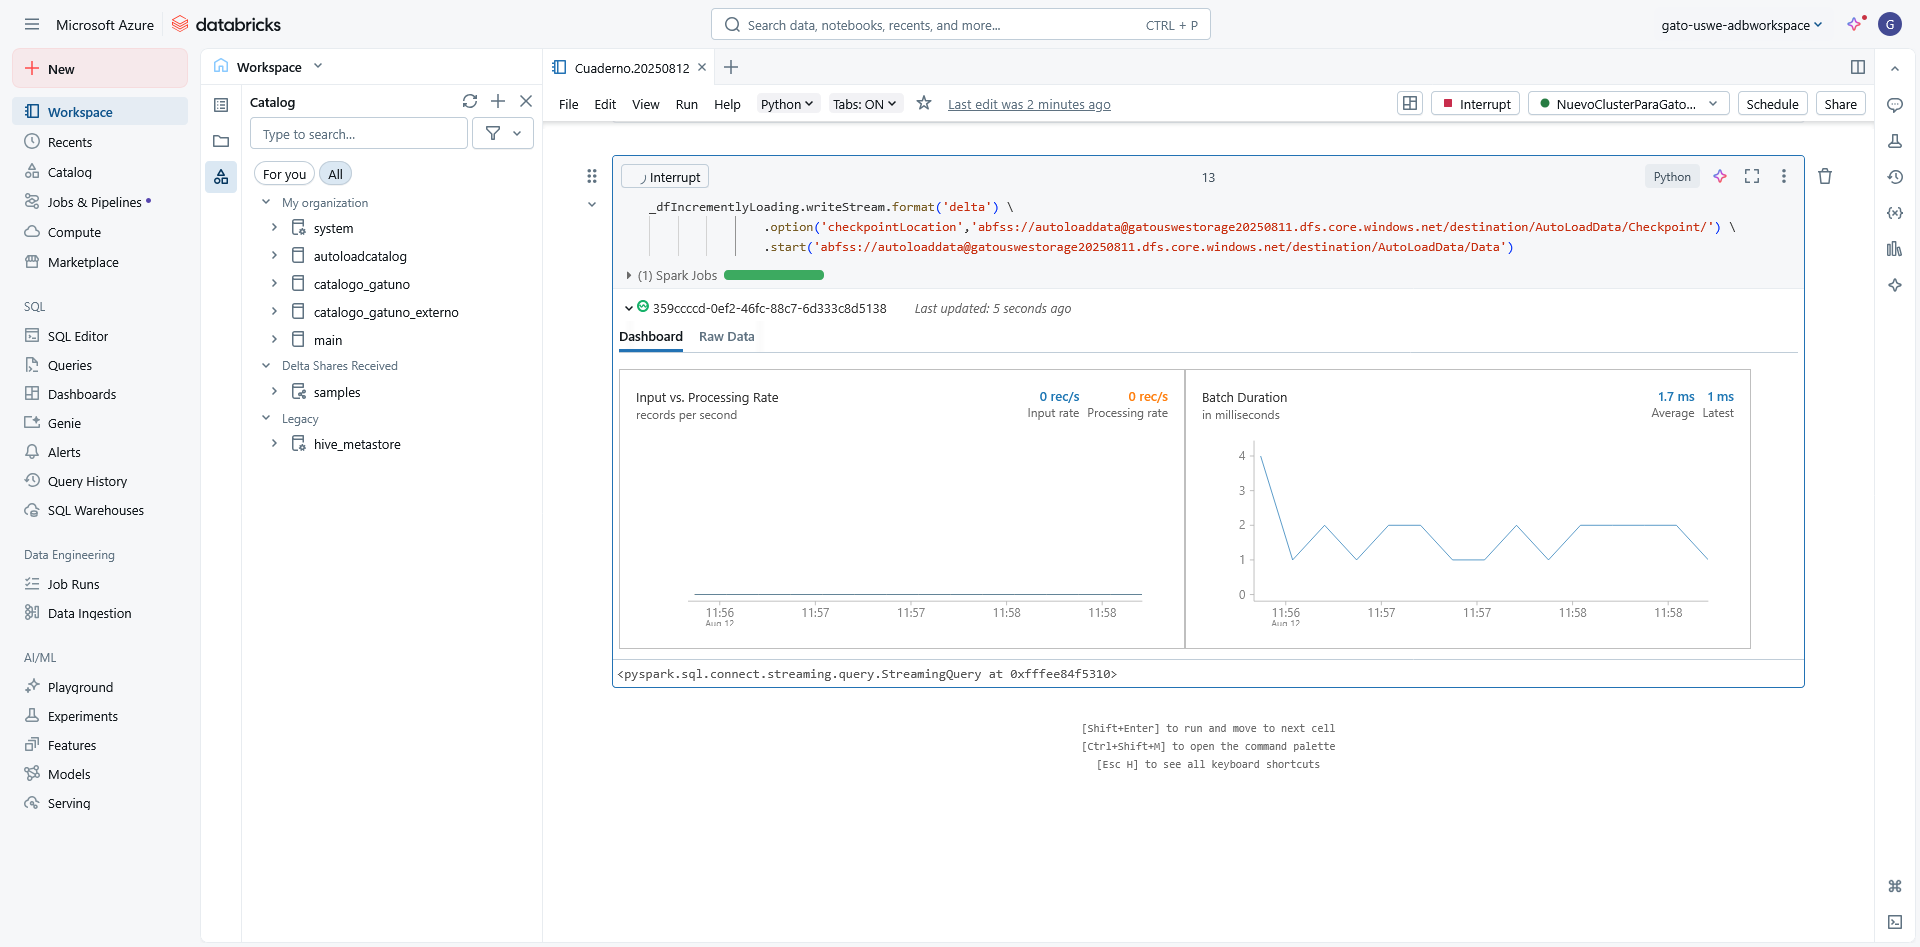 Microsoft Azure databricks
Search data, notebooks, recents, and more... CTRL + P
gato-uswe-adbworkspace
G
New
Workspace
Recents
Catalog
Jobs & Pipelines
Compute
Marketplace
SQL
SQL Editor
Queries
Dashboards
Genie
Alerts
Query History
SQL Warehouses
Data Engineering
Job Runs
Data Ingestion
AI/ML
Playground
Experiments
Features
Models
Serving
Workspace
Catalog
Type to search...
For you All
My organization
system
autoloadcatalog
catalogo_gatuno
catalogo_gatuno_externo
main
Delta Shares Received
samples
Legacy
hive_metastore
Cuaderno.20250812
File Edit View Run Help Python Tabs: ON Last edit was 2 minutes ago
Interrupt NuevoClusterParaGato... Schedule Share
Interrupt 13 Python
_dfIncrementlyLoading.writeStream.format('delta') \
.option('checkpointLocation','abfss://autoloaddata@gatouswestorage20250811.dfs.core.windows.net/destination/AutoLoadData/Checkpoint/') \
.start('abfss://autoloaddata@gatouswestorage20250811.dfs.core.windows.net/destination/AutoLoadData/Data')
(1) Spark Jobs
359ccccd-0ef2-46fc-88c7-6d333c8d5138 Last updated: 5 seconds ago
Dashboard Raw Data
Input vs. Processing Rate 0 rec/s 0 rec/s
records per second Input rate Processing rate
11:56 11:57 11:57 11:58 11:58
Aug 12
Batch Duration 1.7 ms 1 ms
in milliseconds Average Latest
4
3
2
1
0
11:56 11:57 11:57 11:58 11:58
Aug 12
<pyspark.sql.connect.streaming.query.StreamingQuery at 0xfffee84f5310>
[Shift+Enter] to run and move to next cell
[Ctrl+Shift+M] to open the command palette
[Esc H] to see all keyboard shortcuts